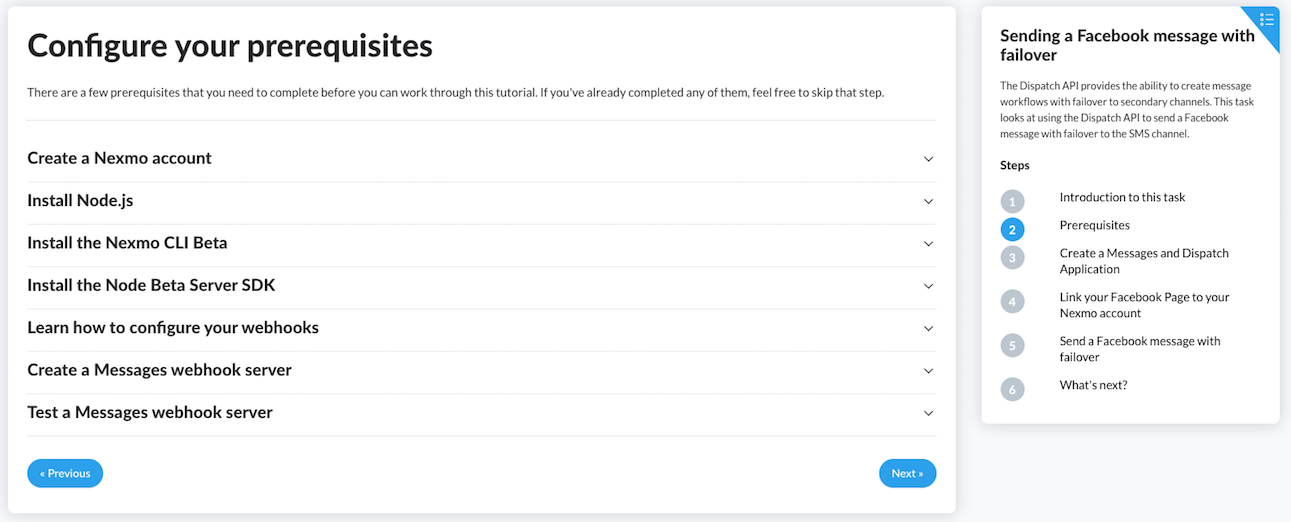 Configure your prerequisites
There are a few prerequisites that you need to complete before you can work through this tutorial. If you've already completed any of them, feel free to skip that step.
Create a Nexmo account
Install Node.js
Install the Nexmo CLI Beta
Install the Node Beta Server SDK
Learn how to configure your webhooks
Create a Messages webhook server
Test a Messages webhook server
« Previous
Next »
Sending a Facebook message with
failover
The Dispatch API provides the ability to create message
workflows with failover to secondary channels. This task
looks at using the Dispatch API to send a Facebook
message with failover to the SMS channel.
Steps
1 Introduction to this task
2 Prerequisites
3 Create a Messages and Dispatch
Application
4 Link your Facebook Page to your
Nexmo account
5 Send a Facebook message with
failover
6 What's next?